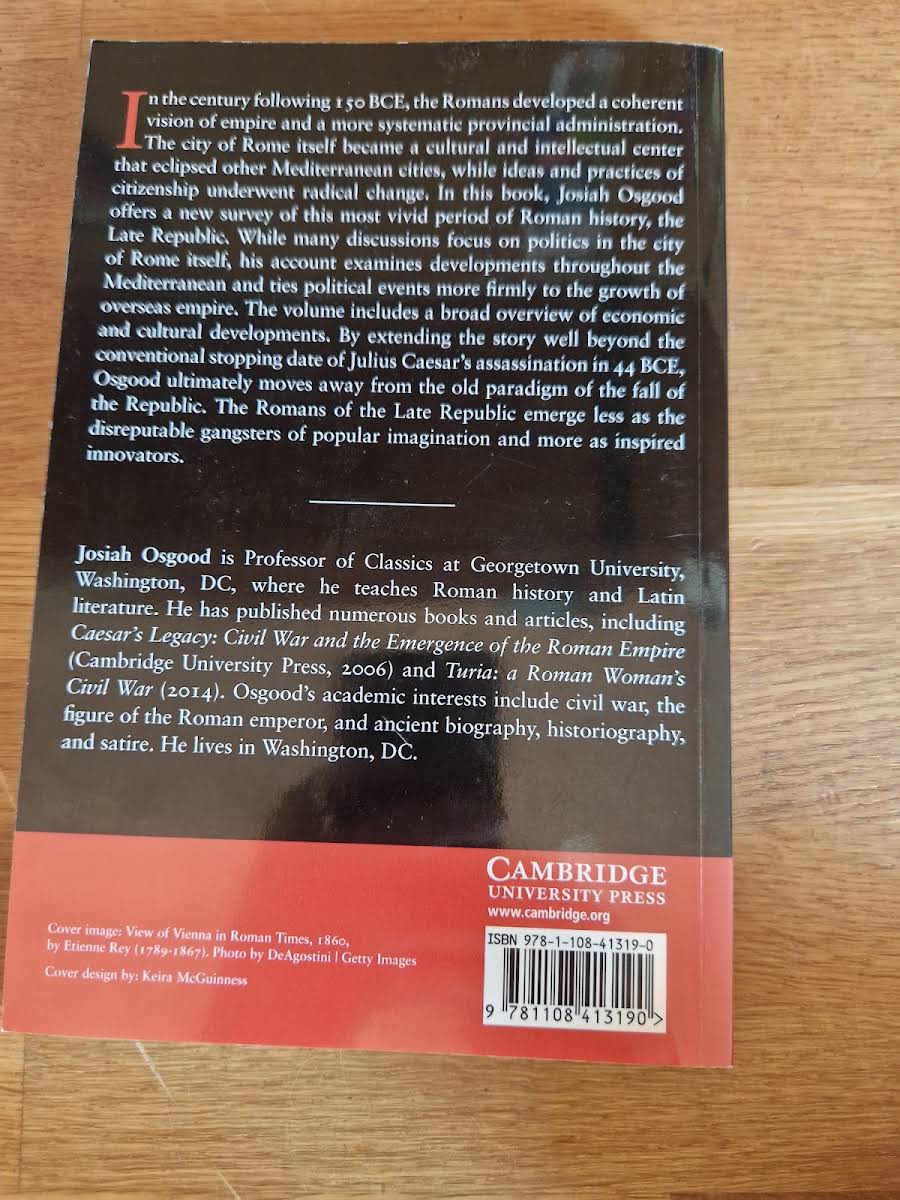 In the century following 150 BCE, the Romans developed a coherent
vision of empire and a more systematic provincial administration.
The city of Rome itself became a cultural and intellectual center
that eclipsed other Mediterranean cities, while ideas and practices of
citizenship underwent radical change. In this book, Josiah Osgood
offers a new survey of this most vivid period of Roman history, the
Late Republic. While many discussions focus on politics in the city
of Rome itself, his account examines developments throughout the
Mediterranean and ties political events more firmly to the growth of
overseas empire. The volume includes a broad overview of economic
and cultural developments. By extending the story well beyond the
conventional stopping date of Julius Caesar's assassination in 44 BCE,
Osgood ultimately moves away from the old paradigm of the fall of
the Republic. The Romans of the Late Republic emerge less as the
disreputable gangsters of popular imagination and more as inspired
innovators.
Josiah Osgood is Professor of Classics at Georgetown University,
Washington, DC, where he teaches Roman history and Latin
literature. He has published numerous books and articles, including
Caesar's Legacy: Civil War and the Emergence of the Roman Empire
(Cambridge University Press, 2006) and Turia: a Roman Woman's
Civil War (2014). Osgood's academic interests include civil war, the
figure of the Roman emperor, and ancient biography, historiography,
and satire. He lives in Washington, DC.
Cover image: View of Vienna in Roman Times, 1860,
by Etienne Rey (1789-1867). Photo by DeAgostini | Getty Images
Cover design by: Keira McGuinness
CAMBRIDGE
UNIVERSITY PRESS
www.cambridge.org
ISBN 978-1-108-41319-0
9 781108 413190 >